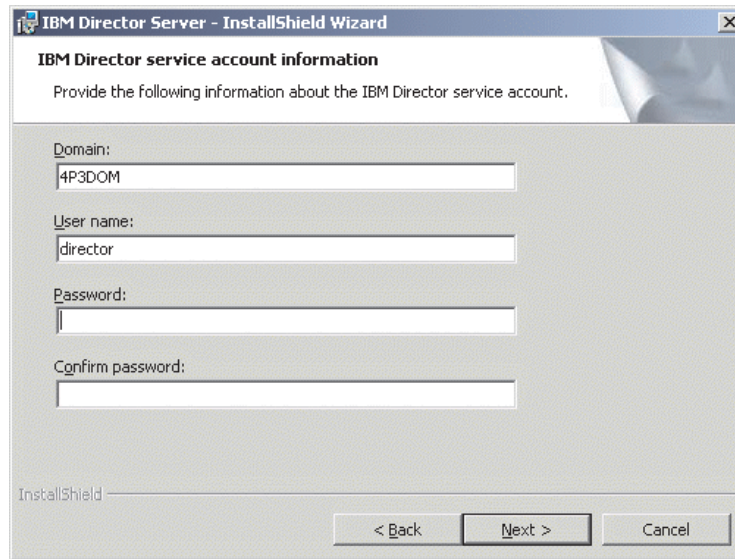 IBM Director Server - InstallShield Wizard
IBM Director service account information
Provide the following information about the IBM Director service account.
Domain:
4P3DOM
User name:
director
Password:
Confirm password:
InstallShield
< Back Next > Cancel